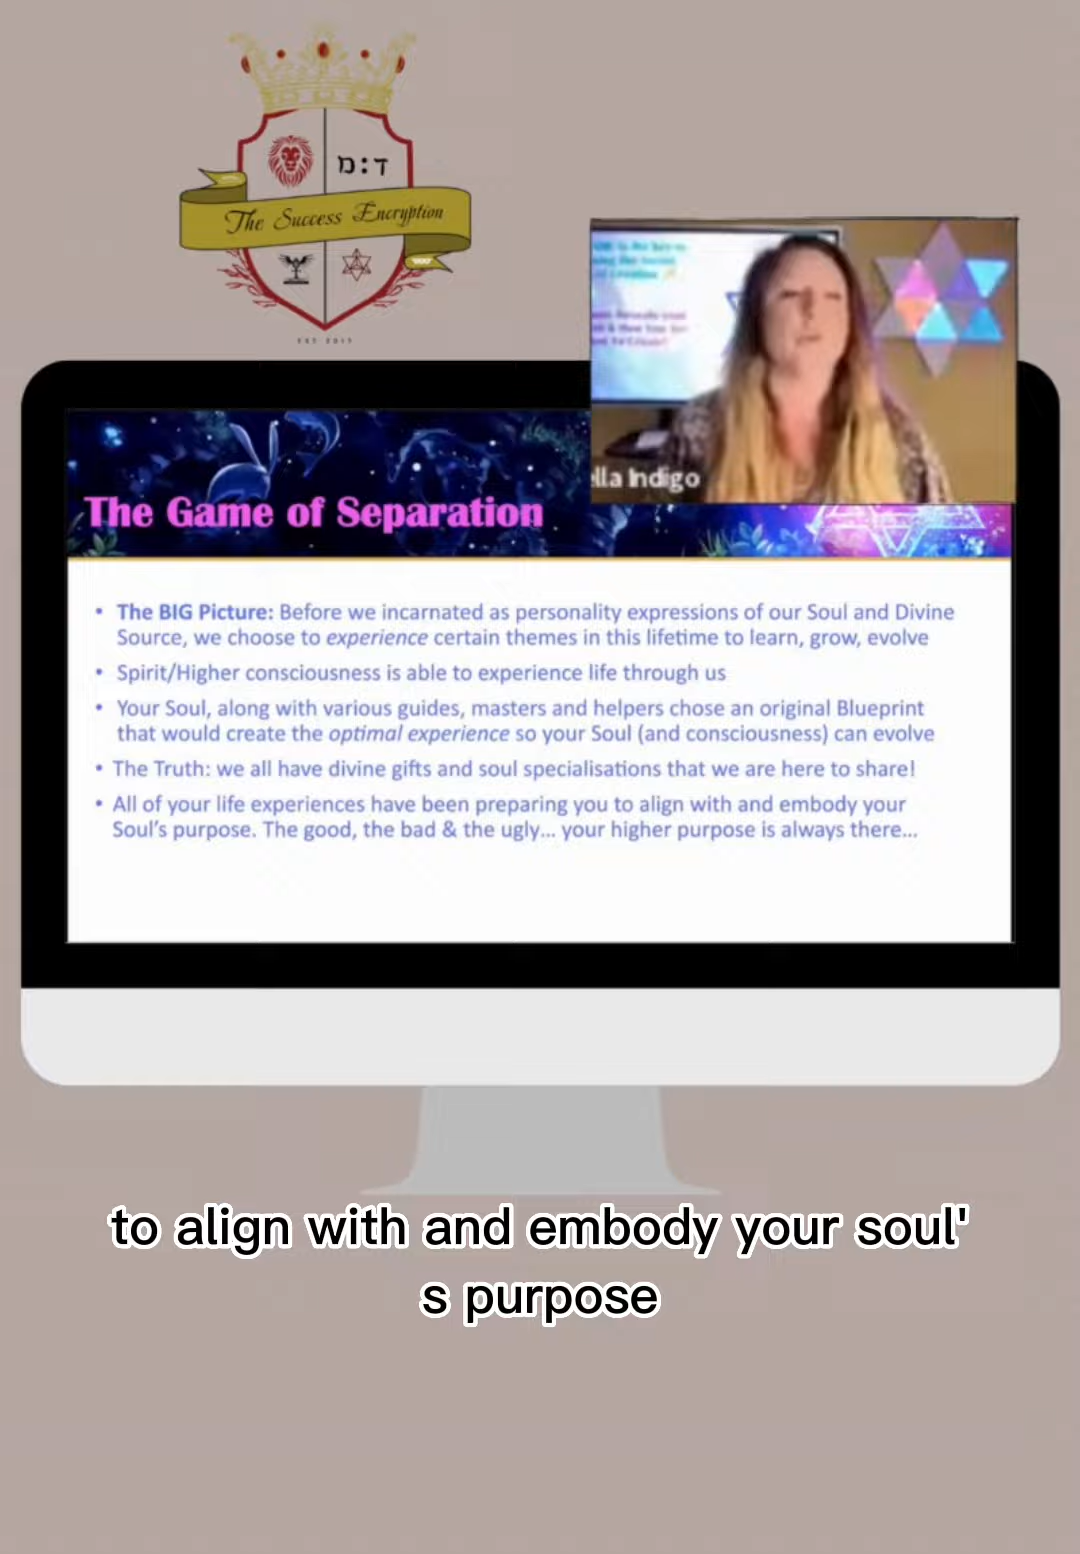 ד:מ
The Success Encryption
EST 2017
lla Indigo
The Game of Separation
• The BIG Picture: Before we incarnated as personality expressions of our Soul and Divine
Source, we choose to experience certain themes in this lifetime to learn, grow, evolve
• Spirit/Higher consciousness is able to experience life through us
• Your Soul, along with various guides, masters and helpers chose an original Blueprint
that would create the optimal experience so your Soul (and consciousness) can evolve
• The Truth: we all have divine gifts and soul specialisations that we are here to share!
• All of your life experiences have been preparing you to align with and embody your
Soul's purpose. The good, the bad & the ugly... your higher purpose is always there...
to align with and embody your soul'
s purpose